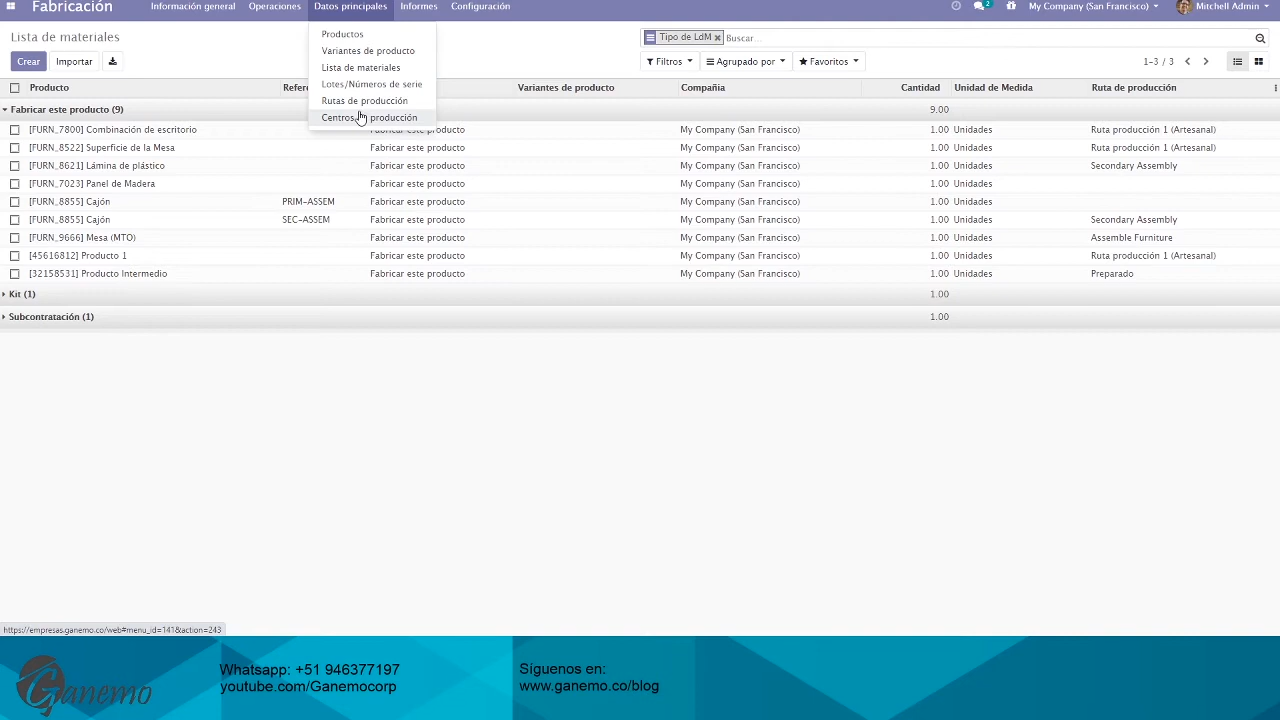 Fabricación Información general Operaciones Datos principales Informes Configuración 2 My Company (San Francisco) Mitchell Admin
Lista de materiales
Tipo de LdM Buscar...
Crear Importar
Filtros Agrupado por Favoritos 1-3 / 3
Productos
Variantes de producto
Lista de materiales
Lotes/Números de serie
Rutas de producción
Centros producción
Producto Variantes de producto Compañía Cantidad Unidad de Medida Ruta de producción
Fabricar este producto (9) 9.00
[FURN_7800] Combinación de escritorio Fabricar este producto My Company (San Francisco) 1.00 Unidades Ruta producción 1 (Artesanal)
[FURN_8522] Superficie de la Mesa Fabricar este producto My Company (San Francisco) 1.00 Unidades Ruta producción 1 (Artesanal)
[FURN_8621] Lámina de plástico Fabricar este producto My Company (San Francisco) 1.00 Unidades Secondary Assembly
[FURN_7023] Panel de Madera Fabricar este producto My Company (San Francisco) 1.00 Unidades
[FURN_8855] Cajón PRIM-ASSEM Fabricar este producto My Company (San Francisco) 1.00 Unidades
[FURN_8855] Cajón SEC-ASSEM Fabricar este producto My Company (San Francisco) 1.00 Unidades Secondary Assembly
[FURN_9666] Mesa (MTO) Fabricar este producto My Company (San Francisco) 1.00 Unidades Assemble Furniture
[45616812] Producto 1 Fabricar este producto My Company (San Francisco) 1.00 Unidades Ruta producción 1 (Artesanal)
[32158531] Producto Intermedio Fabricar este producto My Company (San Francisco) 1.00 Unidades Preparado
Kit (1) 1.00
Subcontratación (1) 1.00
https://empresas.ganemo.co/web#menu_id=141&action=243
Ganemo
Whatsapp: +51 946377197
youtube.com/Ganemocorp
Síguenos en:
www.ganemo.co/blog